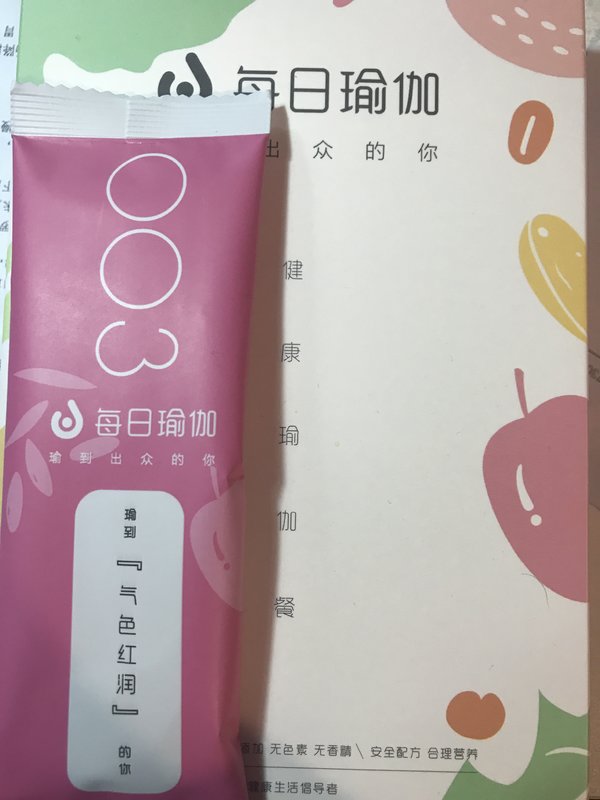 每日瑜伽
出众的你
健康瑜伽餐
无色素 无香精 \ 安全配方 合理营养
健康生活倡导者
003
每日瑜伽
瑜到出众的你
瑜到『气色红润』的你